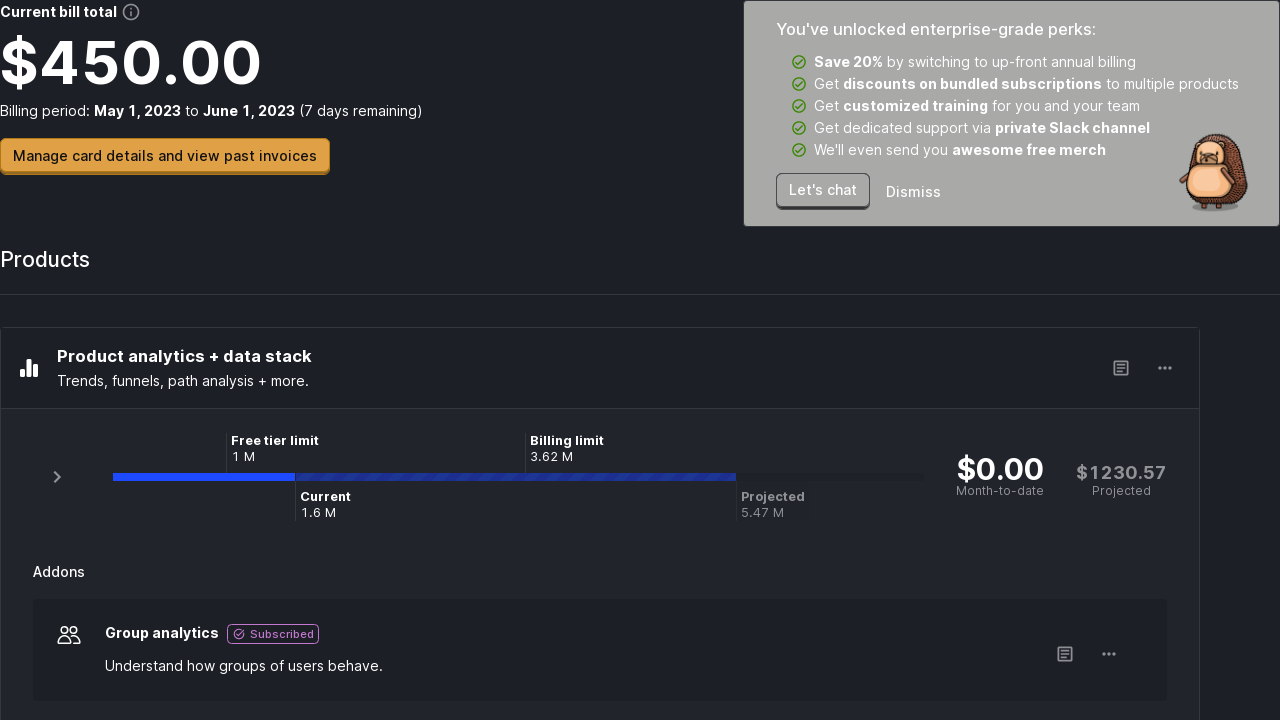 Current bill total
$450.00
Billing period: May 1, 2023 to June 1, 2023 (7 days remaining)
Manage card details and view past invoices
You've unlocked enterprise-grade perks:
Save 20% by switching to up-front annual billing
Get discounts on bundled subscriptions to multiple products
Get customized training for you and your team
Get dedicated support via private Slack channel
We'll even send you awesome free merch
Let's chat
Dismiss
Products
Product analytics + data stack
Trends, funnels, path analysis + more.
Free tier limit
1 M
Billing limit
3.62 M
Current
1.6 M
Projected
5.47 M
$0.00
Month-to-date
$1230.57
Projected
Addons
Group analytics
Subscribed
Understand how groups of users behave.